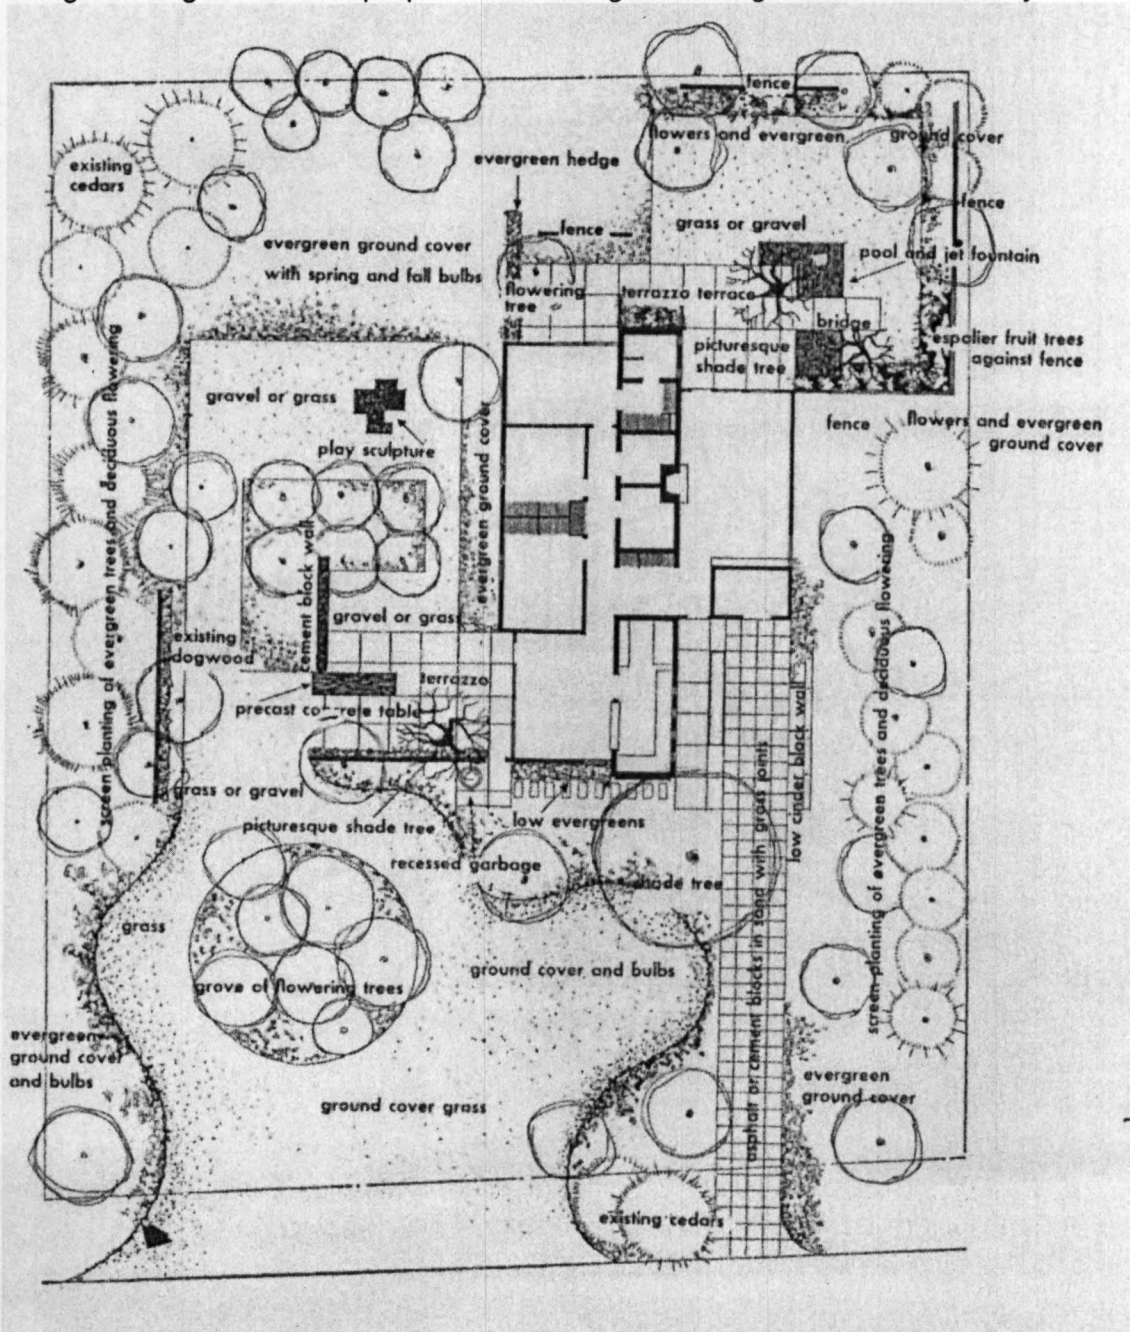 fence
flowers and evergreen
ground cover
evergreen hedge
existing
cedars
fence
grass or gravel
fence
evergreen ground cover
with spring and fall bulbs
pool and jet fountain
flowering
tree
terrazzo terrace
bridge
picturesque
shade tree
espalier fruit trees
against fence
gravel or grass
play sculpture
fence
flowers and evergreen
ground cover
screen planting of evergreen trees and deciduous flowering
evergreen ground cover
cement block wall
gravel or grass
existing
dogwood
terrazzo
precast concrete table
grass or gravel
picturesque shade tree
low evergreens
recessed garbage
shade tree
low cinder block wall
screen planting of evergreen trees and deciduous flowering
asphalt or cement blocks in sand with grass joints
grass
grove of flowering trees
ground cover and bulbs
evergreen
ground cover
and bulbs
ground cover grass
evergreen
ground cover
existing cedars